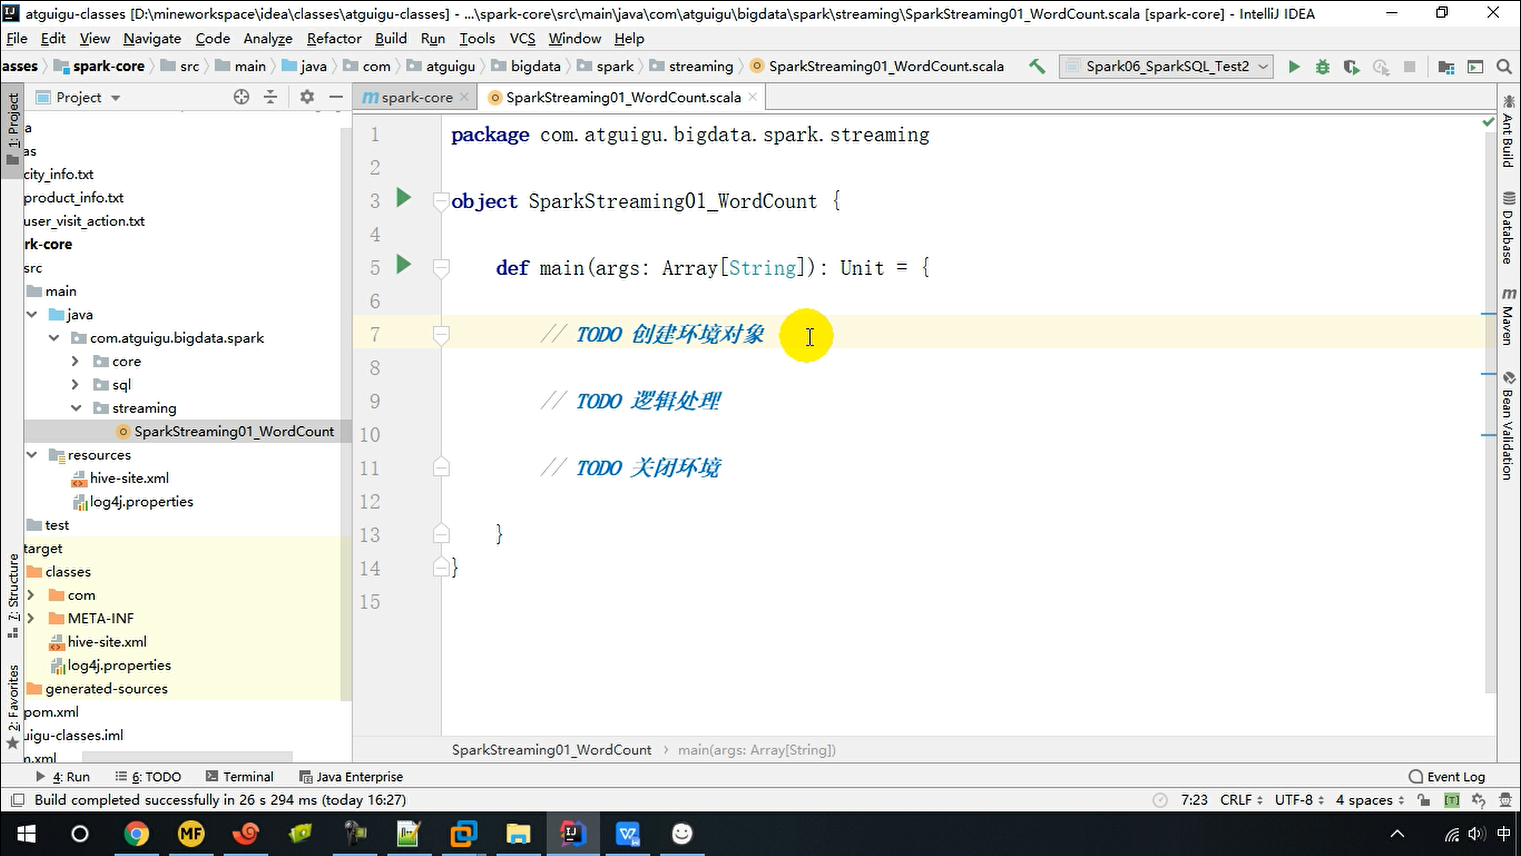 atguigu-classes [D:\mineworkspace\idea\classes\atguigu-classes] - ...\spark-core\src\main\java\com\atguigu\bigdata\spark\streaming\SparkStreaming01_WordCount.scala [spark-core] - IntelliJ IDEA
File Edit View Navigate Code Analyze Refactor Build Run Tools VCS Window Help
asses spark-core src main java com atguigu bigdata spark streaming SparkStreaming01_WordCount.scala Spark06_SparkSQL_Test2
Project spark-core SparkStreaming01_WordCount.scala
1: Project
7: Structure
2: Favorites
a
as
city_info.txt
product_info.txt
user_visit_action.txt
rk-core
src
main
java
com.atguigu.bigdata.spark
core
sql
streaming
SparkStreaming01_WordCount
resources
hive-site.xml
log4j.properties
test
target
classes
com
META-INF
hive-site.xml
log4j.properties
generated-sources
pom.xml
uigu-classes.iml
m.xml
1 package com.atguigu.bigdata.spark.streaming
2
3 object SparkStreaming01_WordCount {
4
5 def main(args: Array[String]): Unit = {
6
7 // TODO 创建环境对象
8
9 // TODO 逻辑处理
10
11 // TODO 关闭环境
12
13 }
14 }
15
SparkStreaming01_WordCount › main(args: Array[String])
Ant Build
Database
Maven
Bean Validation
4: Run 6: TODO Terminal Java Enterprise Event Log
Build completed successfully in 26 s 294 ms (today 16:27) 7:23 CRLF UTF-8 4 spaces [T]
MF 中